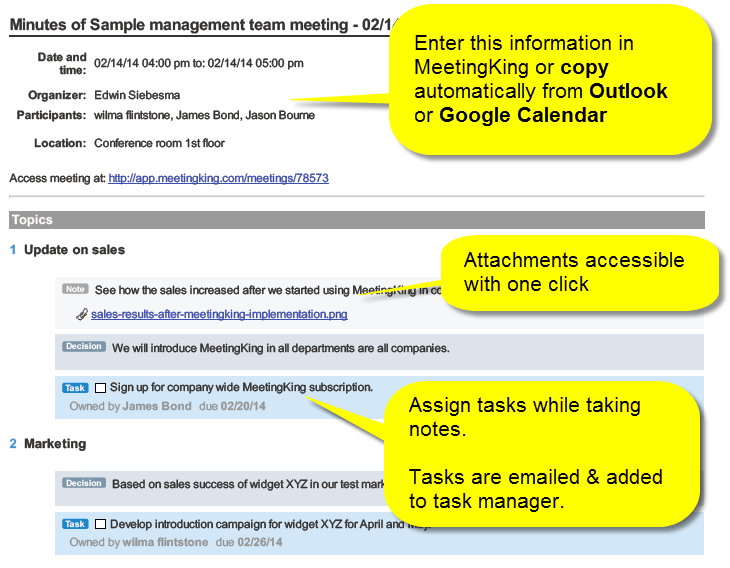 Minutes of Sample management team meeting - 02/1
Enter this information in
MeetingKing or copy
automatically from Outlook
or Google Calendar
Date and time: 02/14/14 04:00 pm to: 02/14/14 05:00 pm
Organizer: Edwin Siebesma
Participants: wilma flintstone, James Bond, Jason Bourne
Location: Conference room 1st floor
Access meeting at: http://app.meetingking.com/meetings/78573
Topics
1 Update on sales
Attachments accessible
with one click
Note See how the sales increased after we started using MeetingKing in
sales-results-after-meetingking-implementation.png
Decision We will introduce MeetingKing in all departments are all companies.
Task Sign up for company wide MeetingKing subscription.
Owned by James Bond due 02/20/14
Assign tasks while taking
notes.
Tasks are emailed & added
to task manager.
2 Marketing
Decision Based on sales success of widget XYZ in our test
Task Develop introduction campaign for widget XYZ for April and May.
Owned by wilma flintstone due 02/26/14